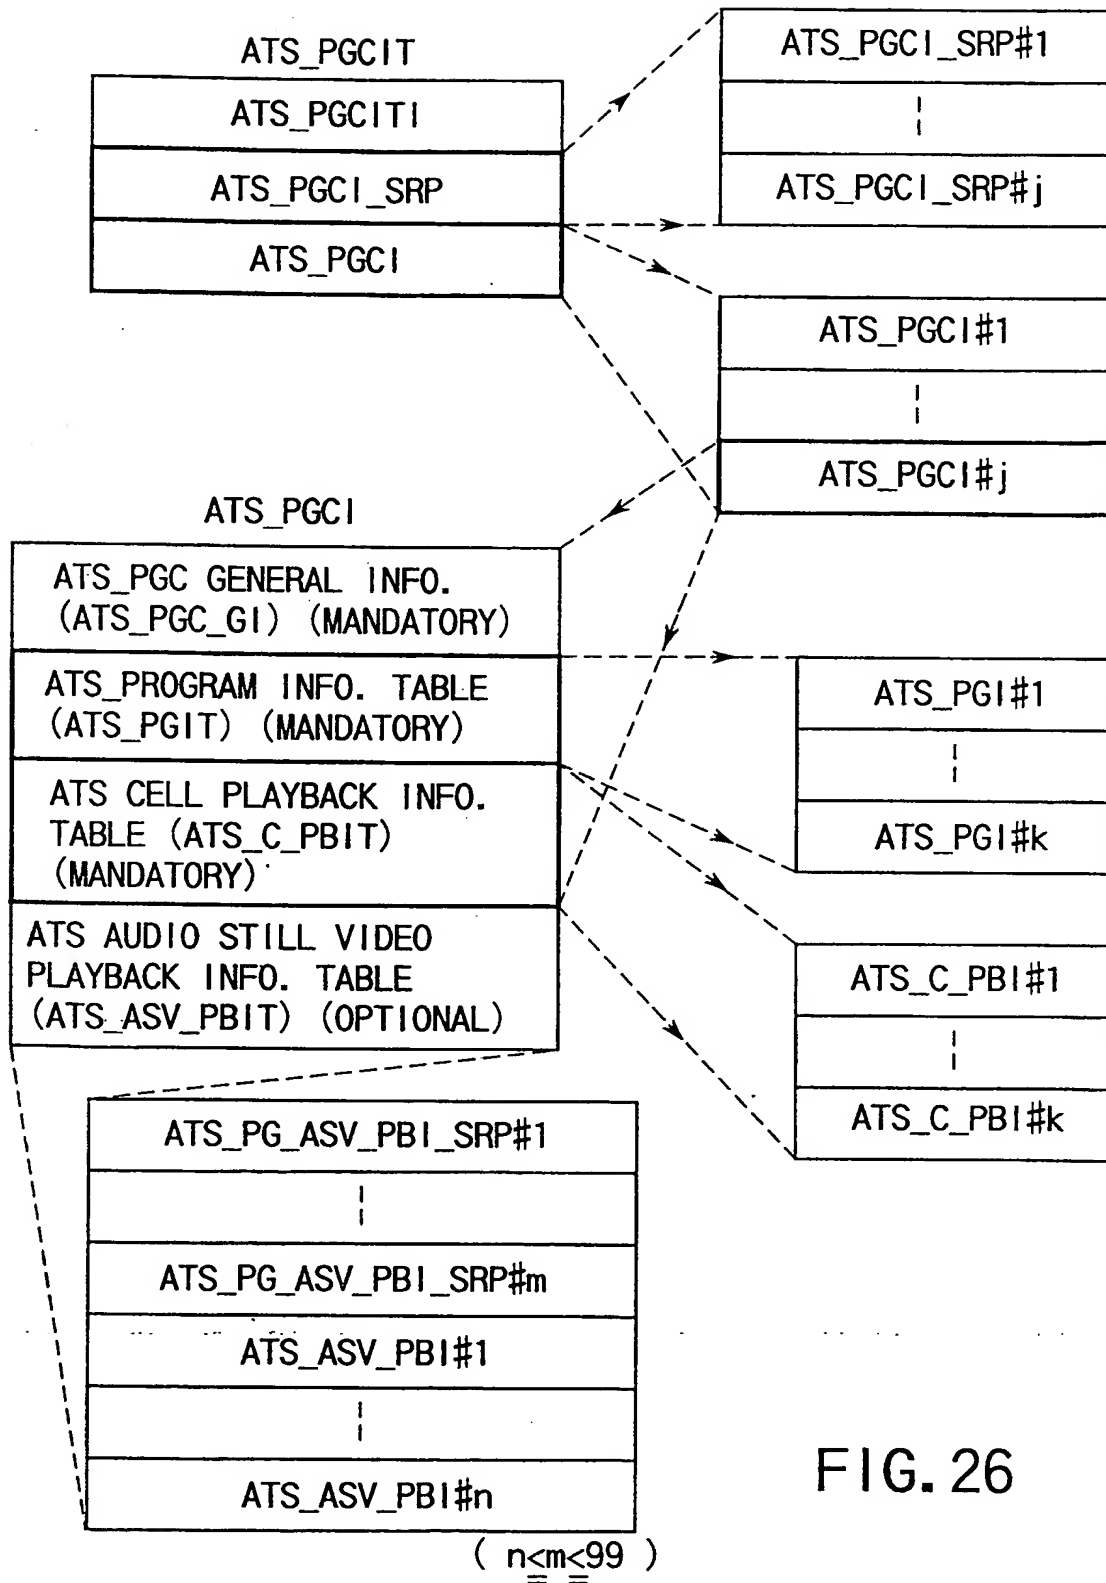 ATS_PGCIT
ATS_PGCITI
ATS_PGCI_SRP
ATS_PGCI
ATS_PGCI_SRP#1
ATS_PGCI_SRP#j
ATS_PGCI#1
ATS_PGCI#j
ATS_PGCI
ATS_PGC GENERAL INFO.
(ATS_PGC_GI) (MANDATORY)
ATS_PROGRAM INFO. TABLE
(ATS_PGIT) (MANDATORY)
ATS CELL PLAYBACK INFO.
TABLE (ATS_C_PBIT)
(MANDATORY)
ATS AUDIO STILL VIDEO
PLAYBACK INFO. TABLE
(ATS_ASV_PBIT) (OPTIONAL)
ATS_PGI#1
ATS_PGI#k
ATS_C_PBI#1
ATS_C_PBI#k
ATS_PG_ASV_PBI_SRP#1
ATS_PG_ASV_PBI_SRP#m
ATS_ASV_PBI#1
ATS_ASV_PBI#n
( n≦m≦99 )
FIG. 26